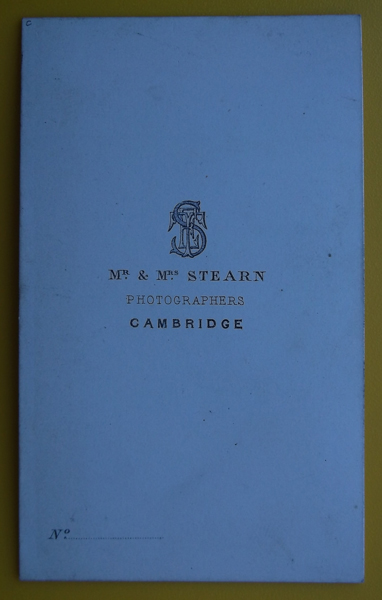 Mr. & Mrs. STEARN
PHOTOGRAPHERS
CAMBRIDGE
No.